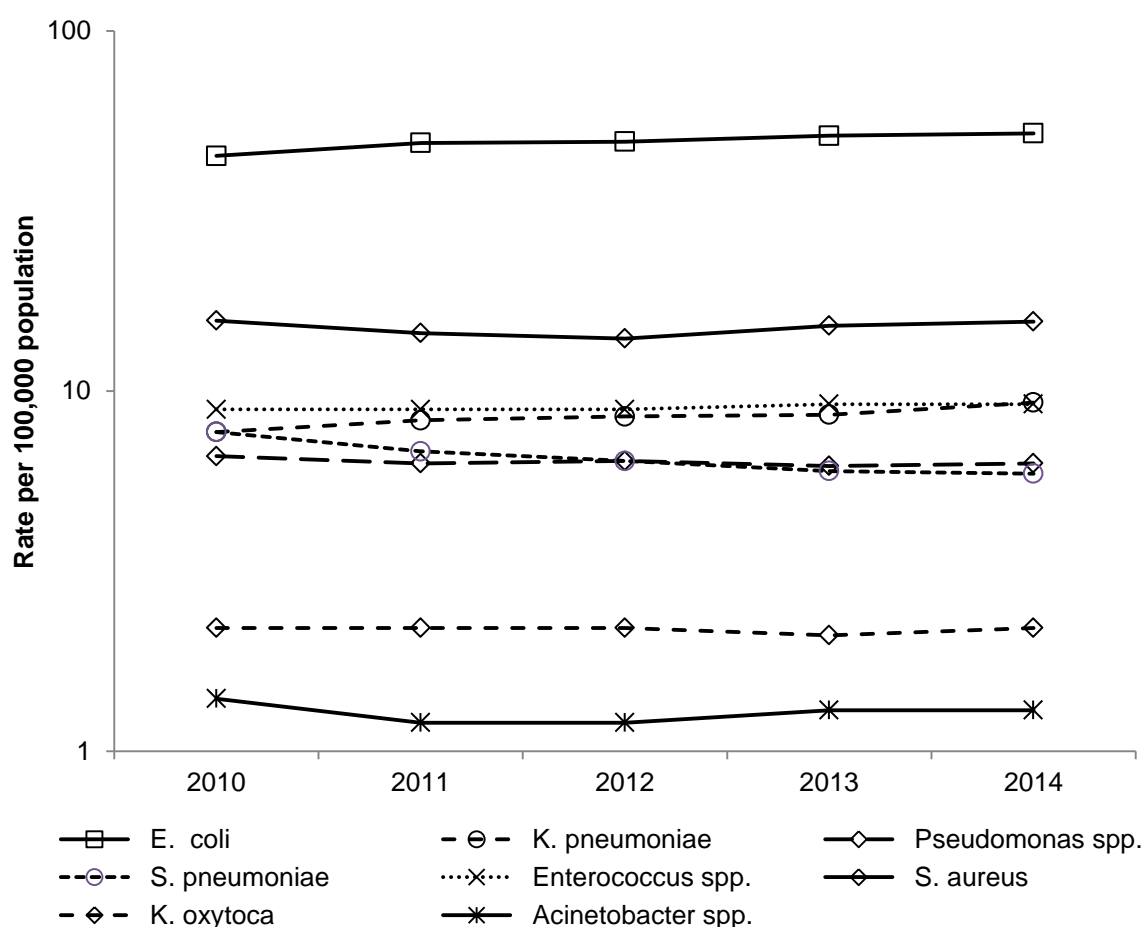 100
10
1
Rate per 100,000 population
2010 2011 2012 2013 2014
E. coli K. pneumoniae Pseudomonas spp.
S. pneumoniae Enterococcus spp. S. aureus
K. oxytoca Acinetobacter spp.